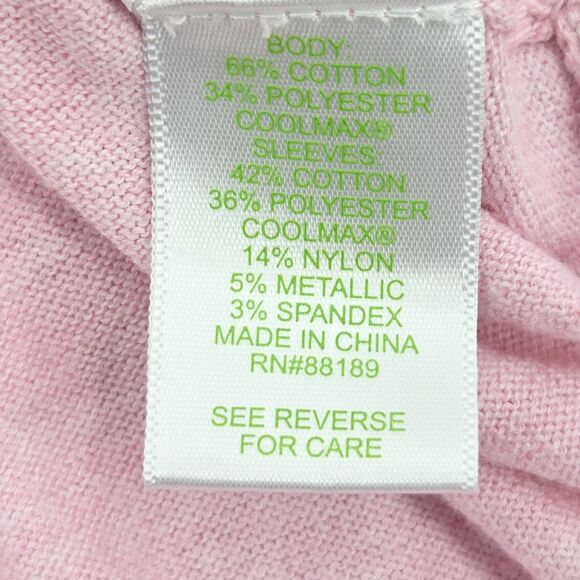 BODY:
66% COTTON
34% POLYESTER
COOLMAX®
SLEEVES:
42% COTTON
36% POLYESTER
COOLMAX®
14% NYLON
5% METALLIC
3% SPANDEX
MADE IN CHINA
RN#88189
SEE REVERSE
FOR CARE